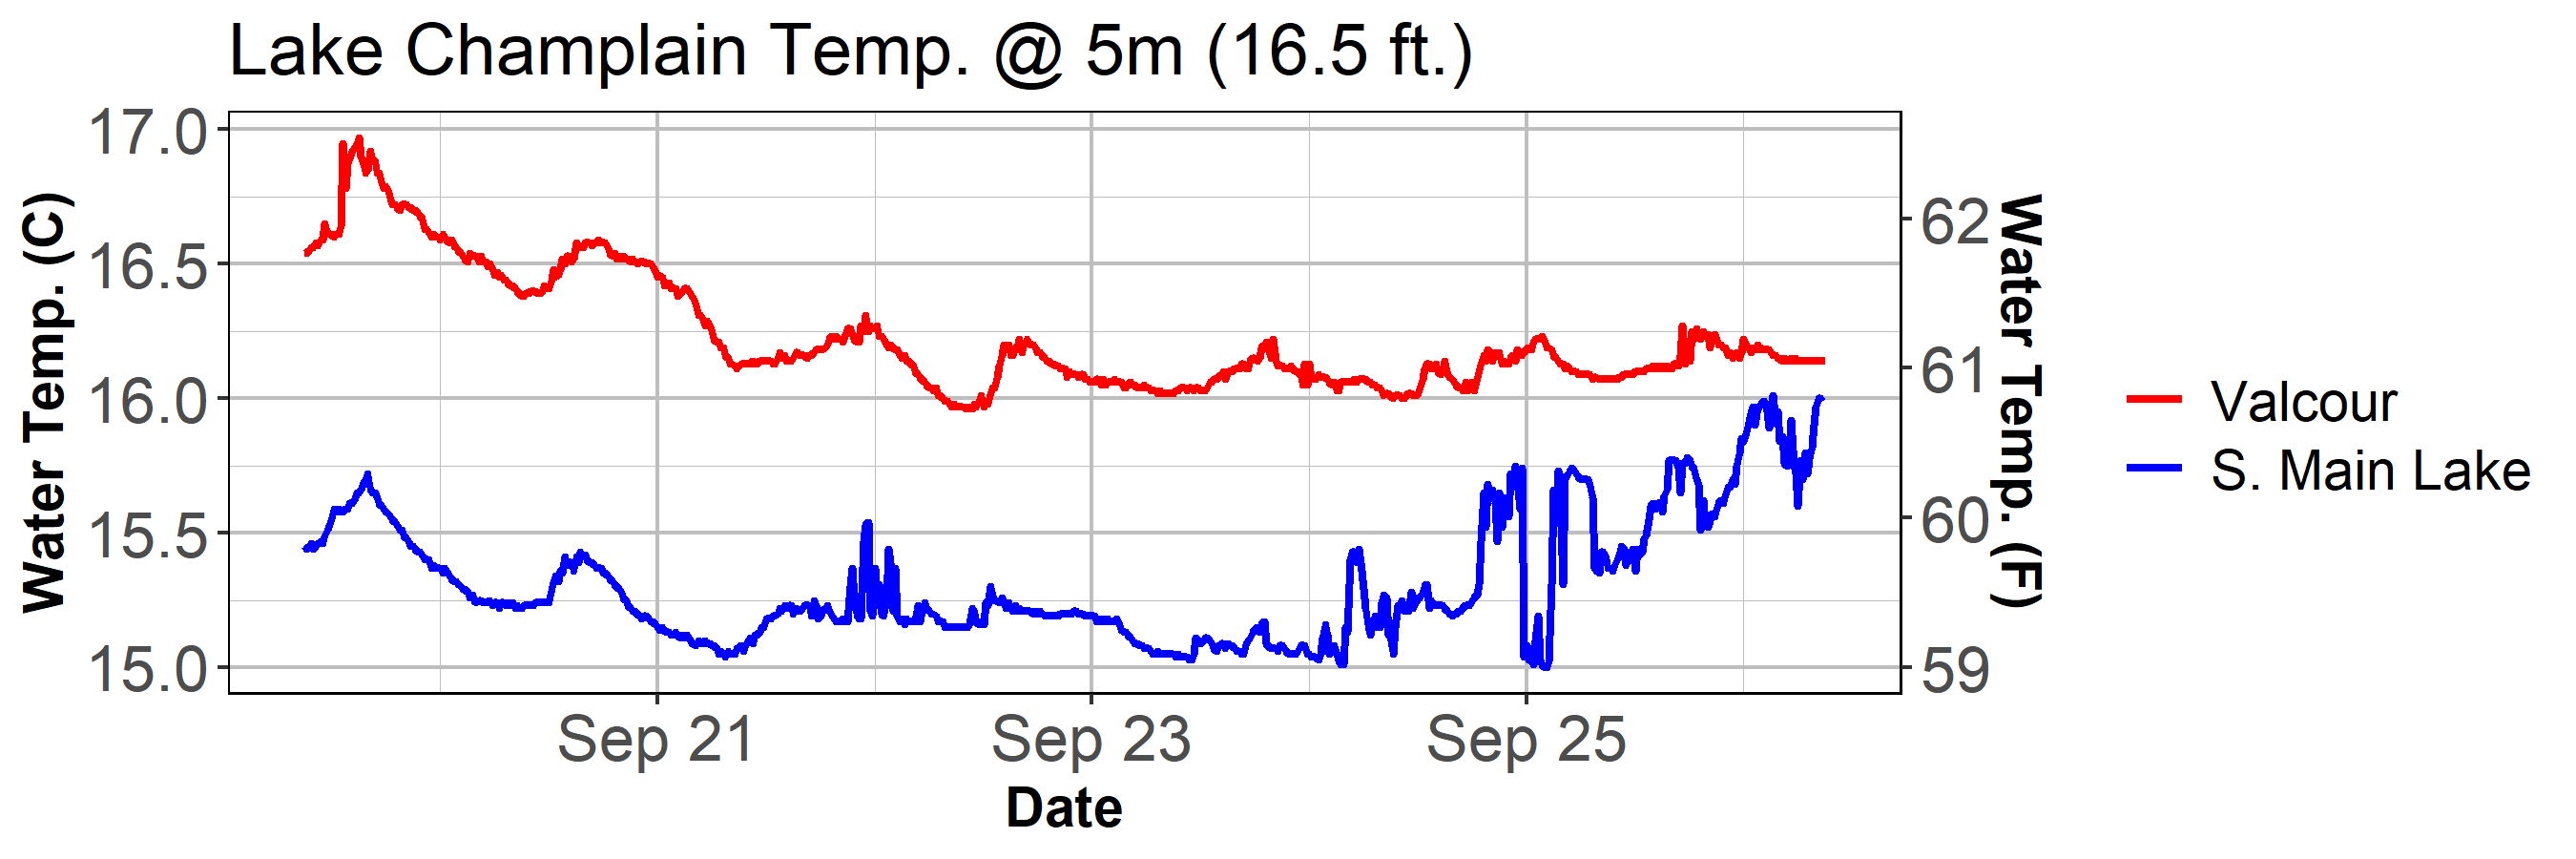 Lake Champlain Temp. @ 5m (16.5 ft.)
Water Temp. (C)
17.0
16.5
16.0
15.5
15.0
62
61
60
59
Water Temp. (F)
Sep 21
Sep 23
Sep 25
Date
Valcour
S. Main Lake